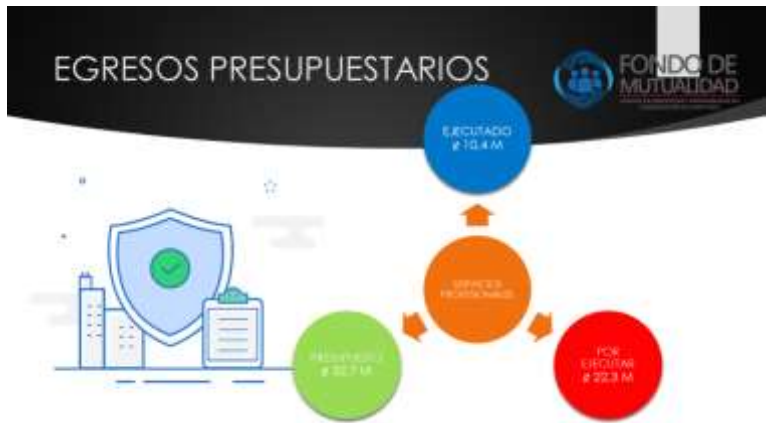 EGRESOS PRESUPUESTARIOS
FONDO DE
MUTUALIDAD
EJECUTADO
₡ 10,4 M
SERVICIOS
PROFESIONALES
PRESUPUESTO
₡ 32,7 M
POR
EJECUTAR
₡ 22,3 M